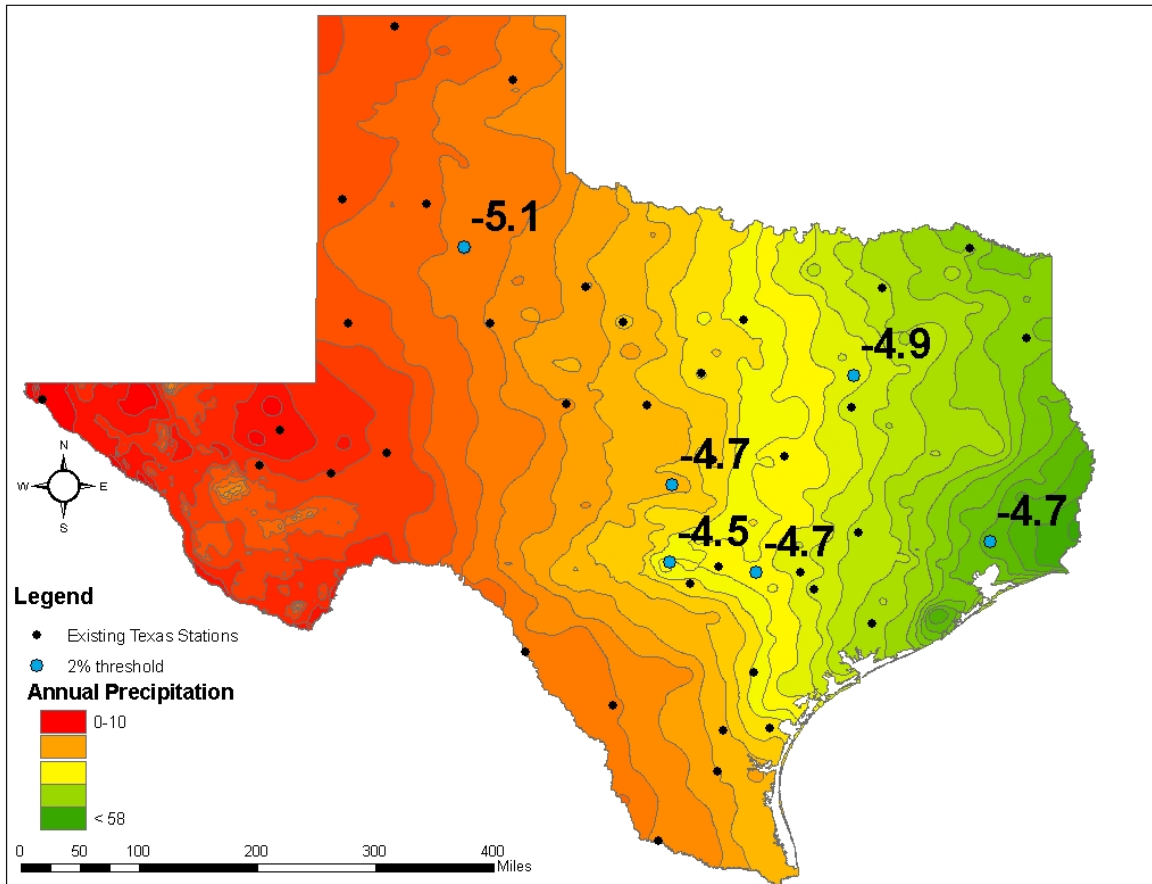 -5.1
-4.9
-4.7
-4.5
-4.7
-4.7
N
W E
S
Legend
Existing Texas Stations
2% threshold
Annual Precipitation
0-10
< 58
0 50 100 200 300 400
Miles